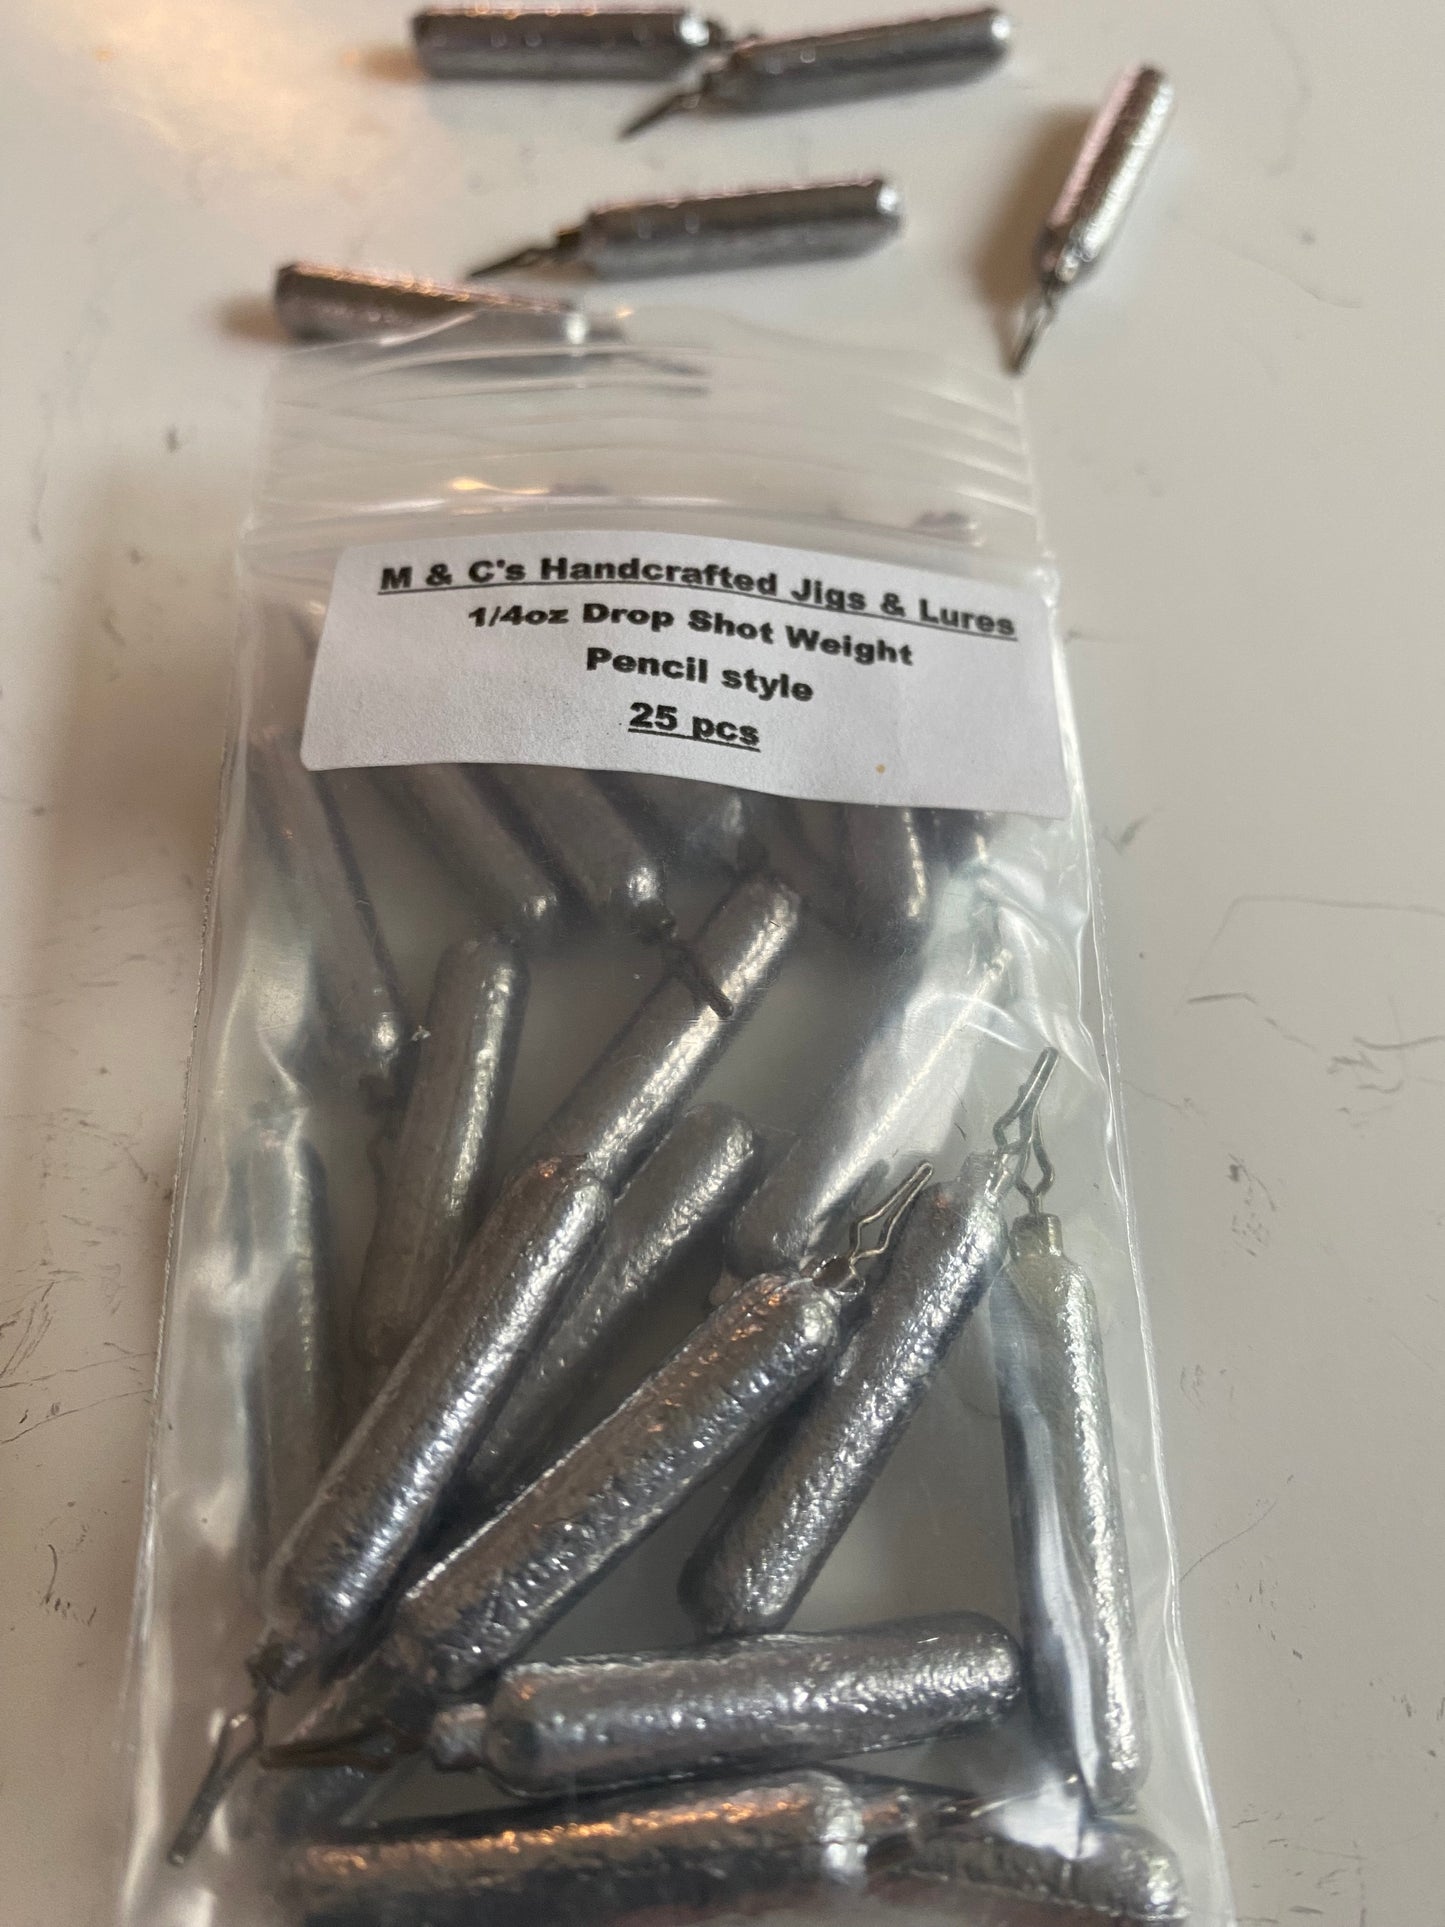 M & C's Handcrafted Jigs & Lures
1/4oz Drop Shot Weight
Pencil style
25 pcs